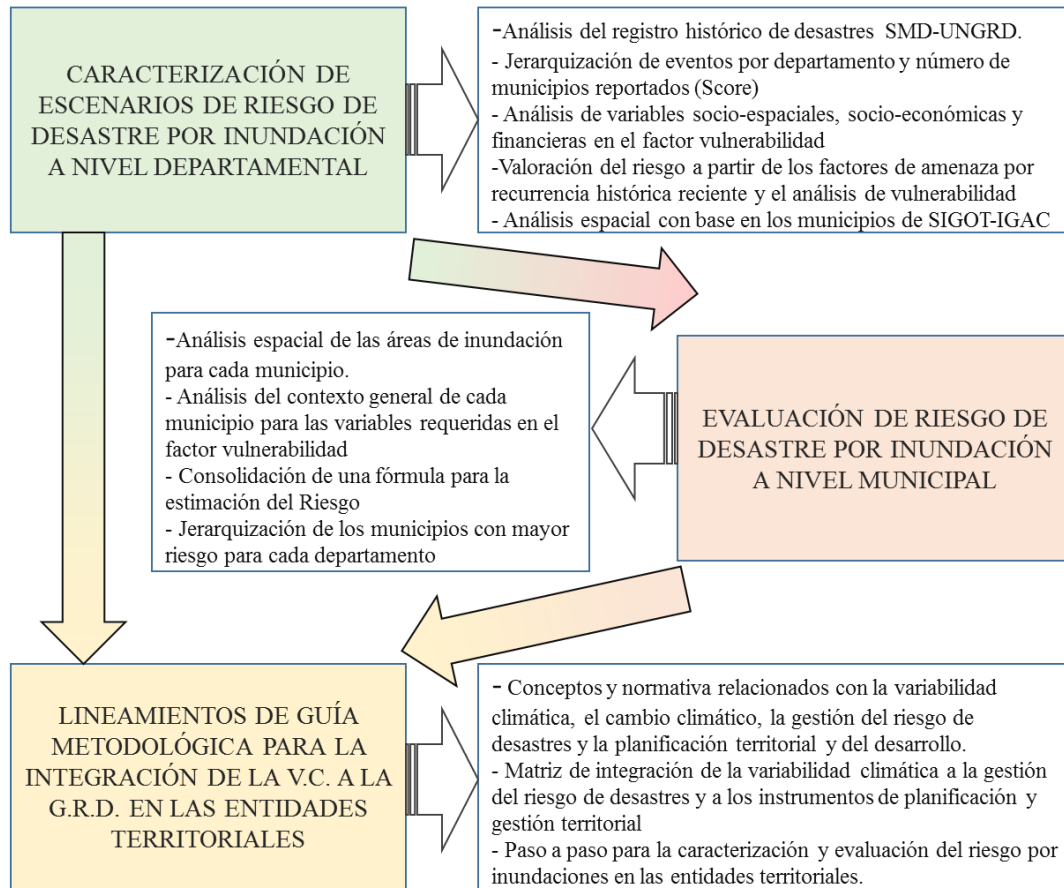 CARACTERIZACIÓN DE
ESCENARIOS DE RIESGO DE
DESASTRE POR INUNDACIÓN
A NIVEL DEPARTAMENTAL
-Análisis del registro histórico de desastres SMD-UNGRD.
- Jerarquización de eventos por departamento y número de
municipios reportados (Score)
- Análisis de variables socio-espaciales, socio-económicas y
financieras en el factor vulnerabilidad
-Valoración del riesgo a partir de los factores de amenaza por
recurrencia histórica reciente y el análisis de vulnerabilidad
- Análisis espacial con base en los municipios de SIGOT-IGAC
-Análisis espacial de las áreas de inundación
para cada municipio.
- Análisis del contexto general de cada
municipio para las variables requeridas en el
factor vulnerabilidad
- Consolidación de una fórmula para la
estimación del Riesgo
- Jerarquización de los municipios con mayor
riesgo para cada departamento
EVALUACIÓN DE RIESGO DE
DESASTRE POR INUNDACIÓN
A NIVEL MUNICIPAL
LINEAMIENTOS DE GUÍA
METODOLÓGICA PARA LA
INTEGRACIÓN DE LA V.C. A LA
G.R.D. EN LAS ENTIDADES
TERRITORIALES
- Conceptos y normativa relacionados con la variabilidad
climática, el cambio climático, la gestión del riesgo de
desastres y la planificación territorial y del desarrollo.
- Matriz de integración de la variabilidad climática a la gestión
del riesgo de desastres y a los instrumentos de planificación y
gestión territorial
- Paso a paso para la caracterización y evaluación del riesgo por
inundaciones en las entidades territoriales.